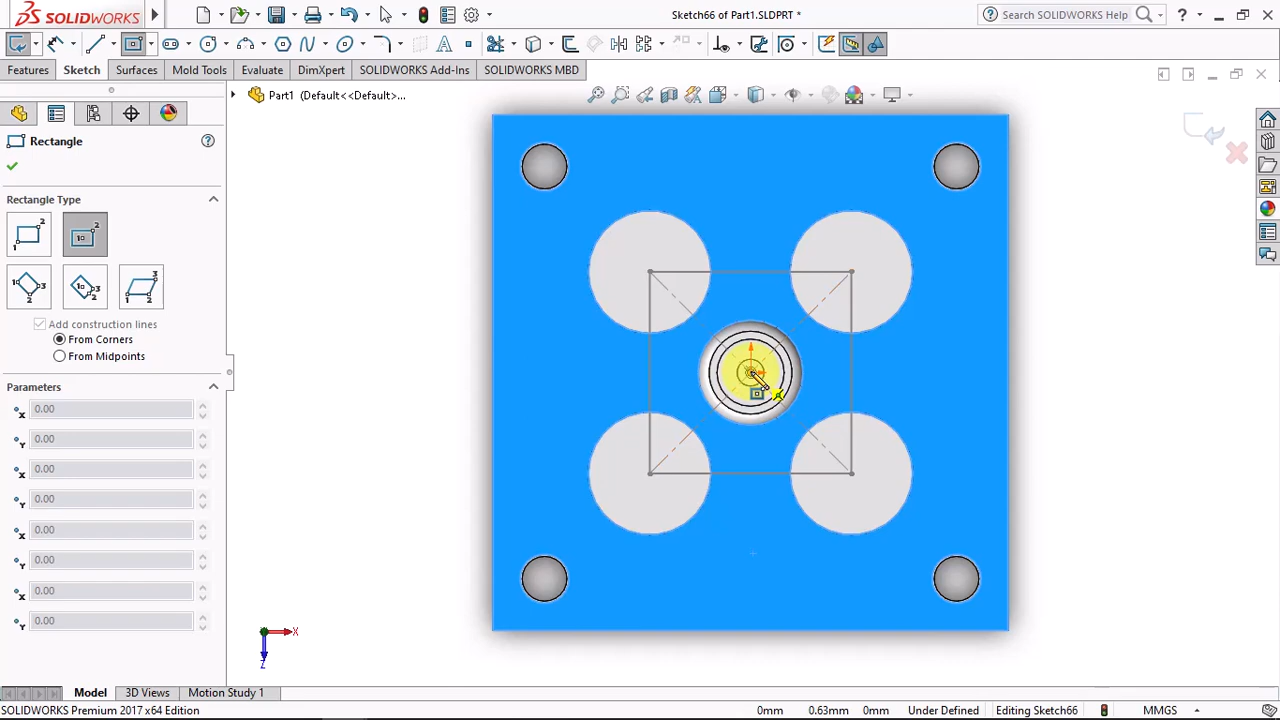 SOLIDWORKS
Sketch66 of Part1.SLDPRT *
Search SOLIDWORKS Help
?
Features
Sketch
Surfaces
Mold Tools
Evaluate
DimXpert
SOLIDWORKS Add-Ins
SOLIDWORKS MBD
Part1 (Default<<Default>...
Rectangle
Rectangle Type
Add construction lines
From Corners
From Midpoints
Parameters
x 0.00
Y 0.00
x 0.00
Y 0.00
x 0.00
Y 0.00
x 0.00
Y 0.00
X
Z
Model
3D Views
Motion Study 1
SOLIDWORKS Premium 2017 x64 Edition
0mm
0.63mm
0mm
Under Defined
Editing Sketch66
MMGS